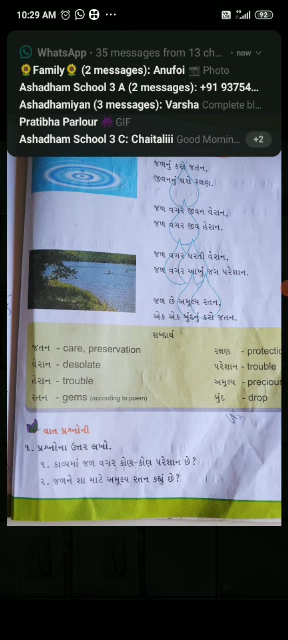 10:29 AM
92
WhatsApp • 35 messages from 13 ch... • now
🌻Family🌻 (2 messages): Anufoi 📷 Photo
Ashadham School 3 A (2 messages): +91 93754...
Ashadhamiyan (3 messages): Varsha Complete bl...
Pratibha Parlour 👾 GIF
Ashadham School 3 C: Chaitaliii Good Mornin... +2
જળનું કરો જતન,
જીવનનું થશે રક્ષણ.
જળ વગર જીવન વેરાન,
જળ વગર જીવ હેરાન.
જળ વગર ધરતી વેરાન,
જળ વગર આખું જગ પરેશાન.
જળ છે અમૂલ્ય રતન,
એક એક બુંદનું કરો જતન.
શબ્દાર્થ
જતન - care, preservation
રક્ષણ - protectio
વેરાન - desolate
પરેશાન - trouble
હેરાન - trouble
અમૂલ્ય - precious
રતન - gems (according to poem)
બુંદ - drop
વાત પ્રશ્નોની
૧. પ્રશ્નોના ઉત્તર લખો.
૧. કાવ્યમાં જળ વગર કોણ-કોણ પરેશાન છે?
૨. જળને શા માટે અમૂલ્ય રતન કહ્યું છે?